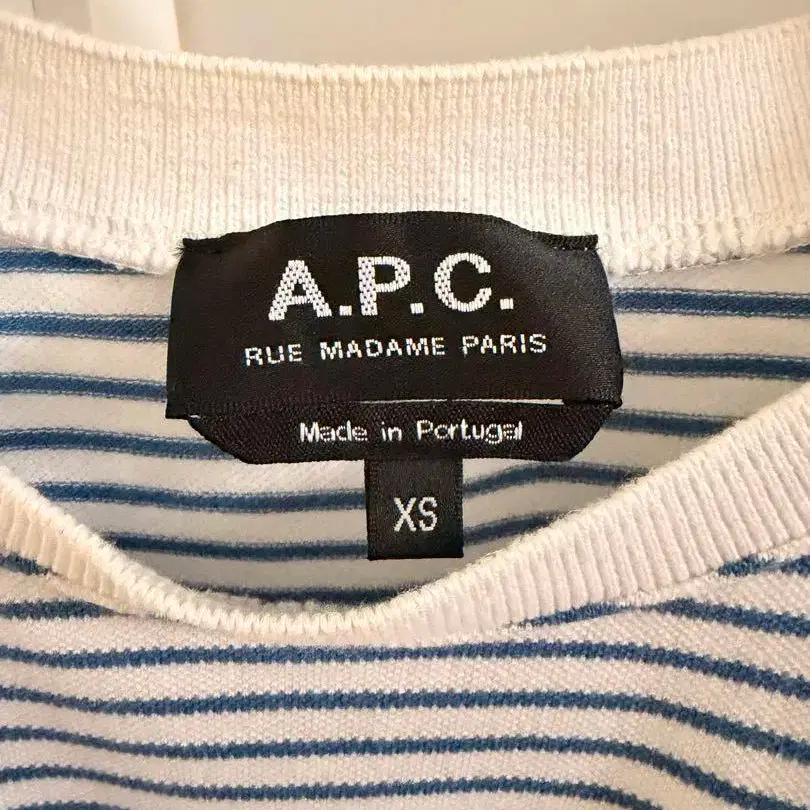 A.P.C.
RUE MADAME PARIS
Made in Portugal
XS